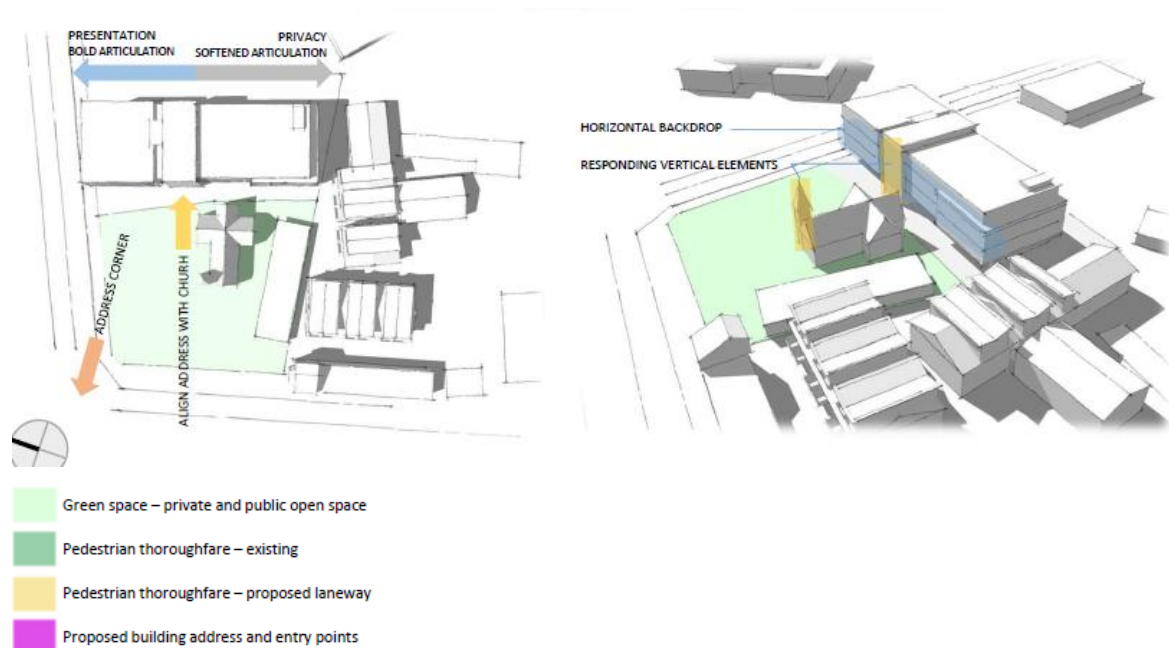 PRESENTATION
BOLD ARTICULATION
PRIVACY
SOFTENED ARTICULATION
ADDRESS CORNER
ALIGN ADDRESS WITH CHURH
HORIZONTAL BACKDROP
RESPONDING VERTICAL ELEMENTS
Green space – private and public open space
Pedestrian thoroughfare – existing
Pedestrian thoroughfare – proposed laneway
Proposed building address and entry points